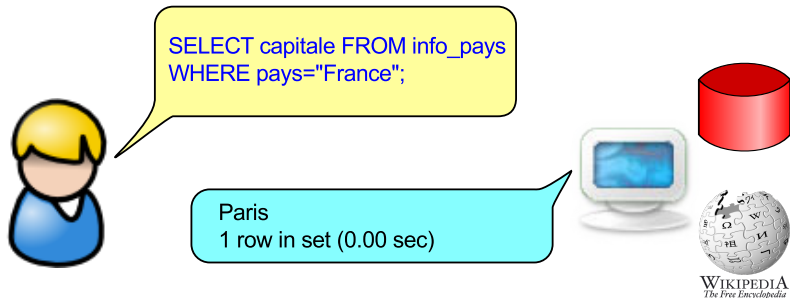 SELECT capitale FROM info_pays
WHERE pays="France";
Paris
1 row in set (0.00 sec)
Ω W
И
WIKIPEDIA
The Free Encyclopedia